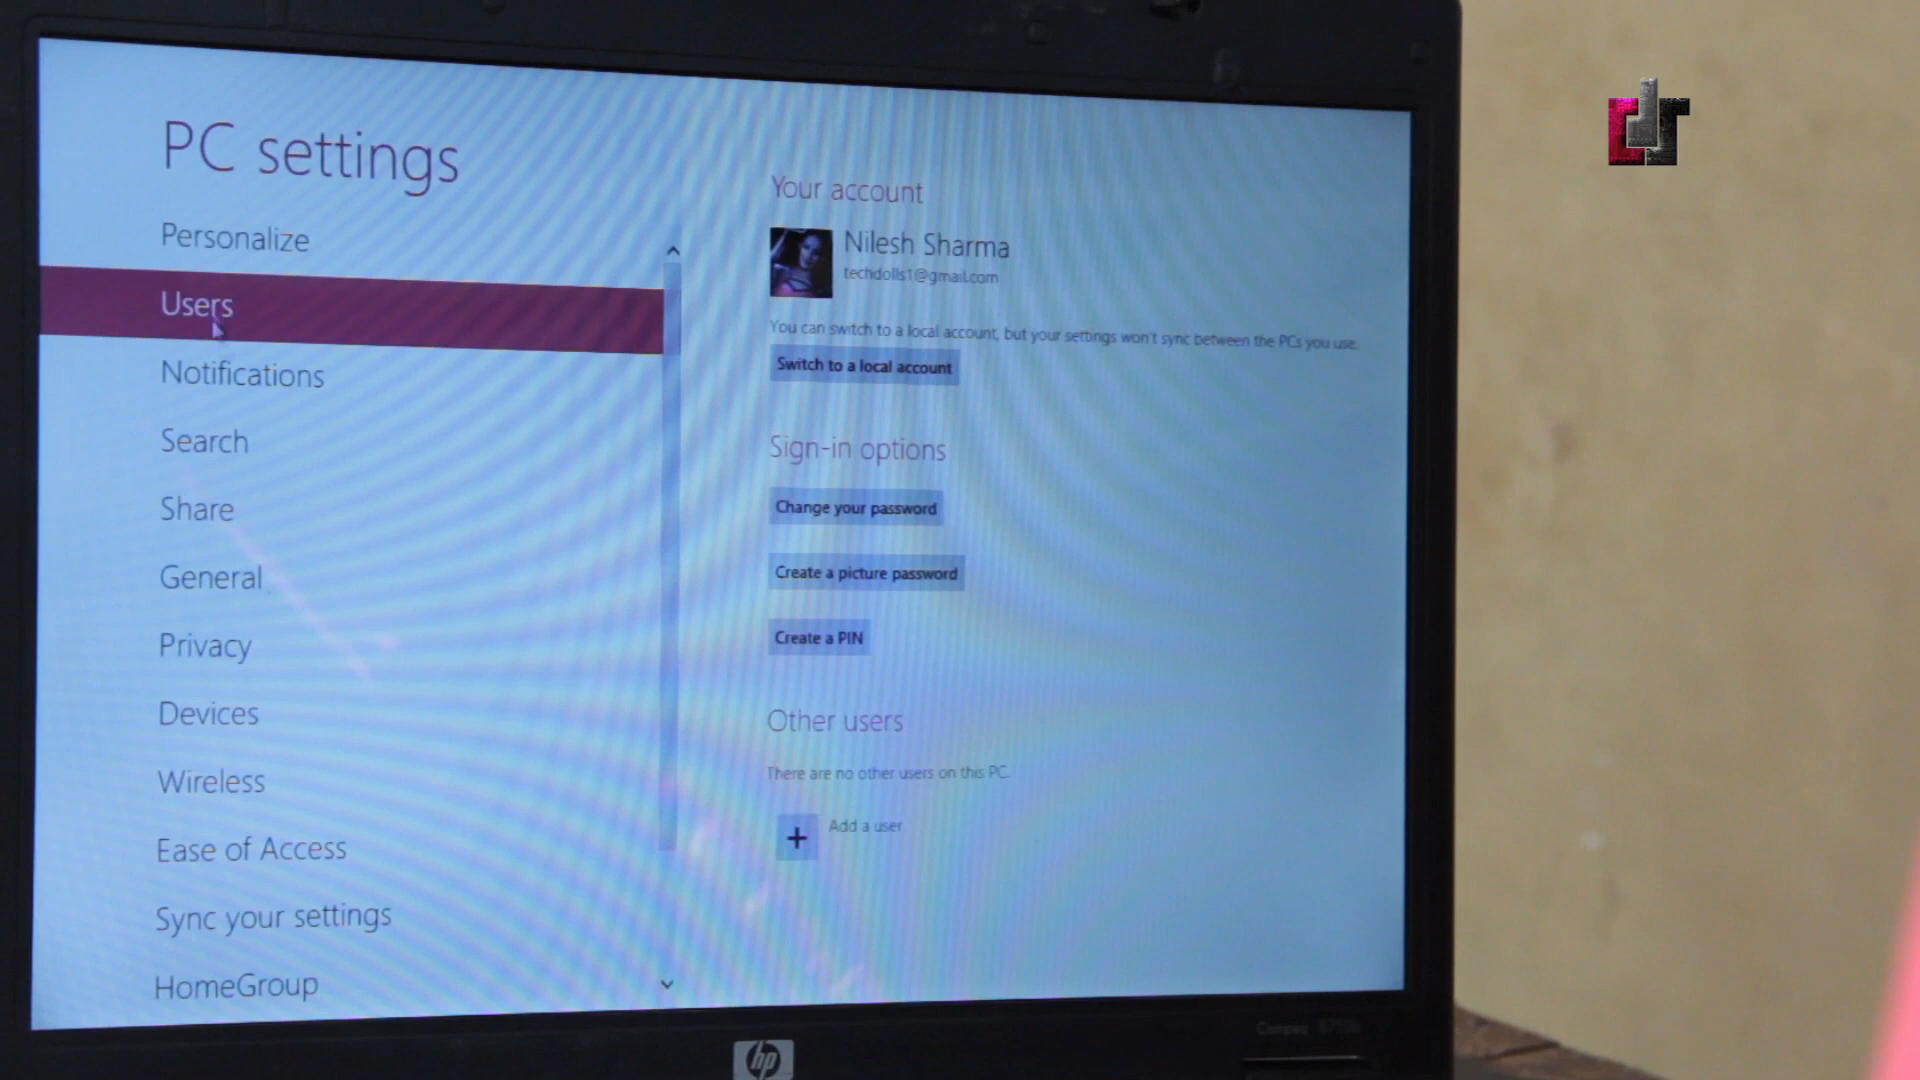 PC settings
Personalize
Users
Notifications
Search
Share
General
Privacy
Devices
Wireless
Ease of Access
Sync your settings
HomeGroup
Your account
Nilesh Sharma
techdolls1@gmail.com
You can switch to a local account, but your settings won't sync between the PCs you use.
Switch to a local account
Sign-in options
Change your password
Create a picture password
Create a PIN
Other users
There are no other users on this PC.
+ Add a user
hp
Compaq